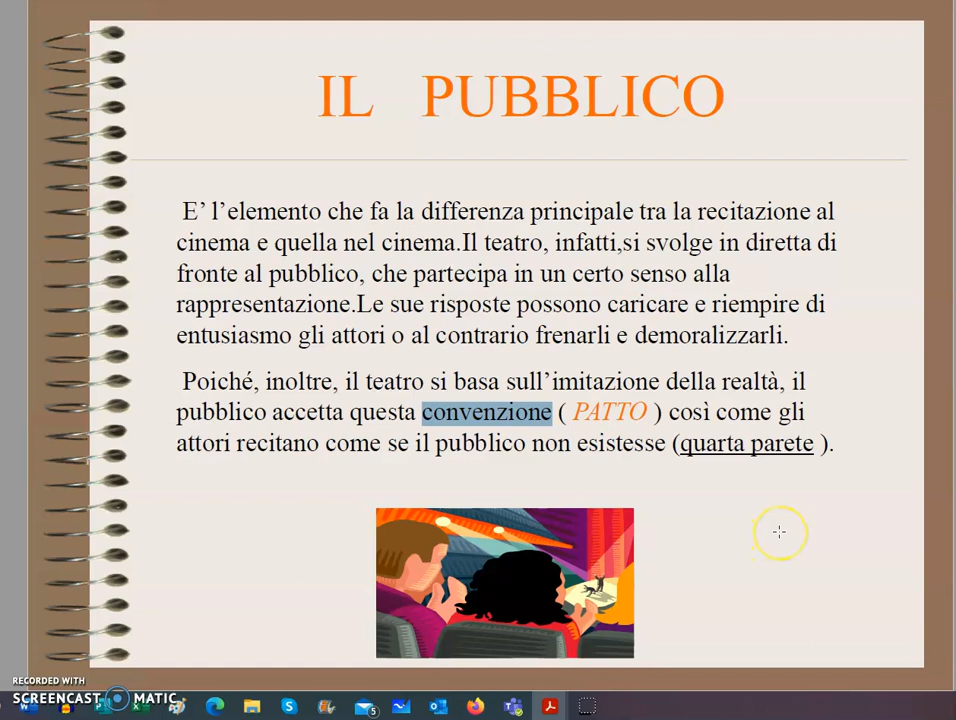 IL PUBBLICO
E’ l’elemento che fa la differenza principale tra la recitazione al
cinema e quella nel cinema.Il teatro, infatti,si svolge in diretta di
fronte al pubblico, che partecipa in un certo senso alla
rappresentazione.Le sue risposte possono caricare e riempire di
entusiasmo gli attori o al contrario frenarli e demoralizzarli.
Poiché, inoltre, il teatro si basa sull’imitazione della realtà, il
pubblico accetta questa convenzione ( PATTO ) così come gli
attori recitano come se il pubblico non esistesse (quarta parete ).
RECORDED WITH
SCREENCAST MATIC
5